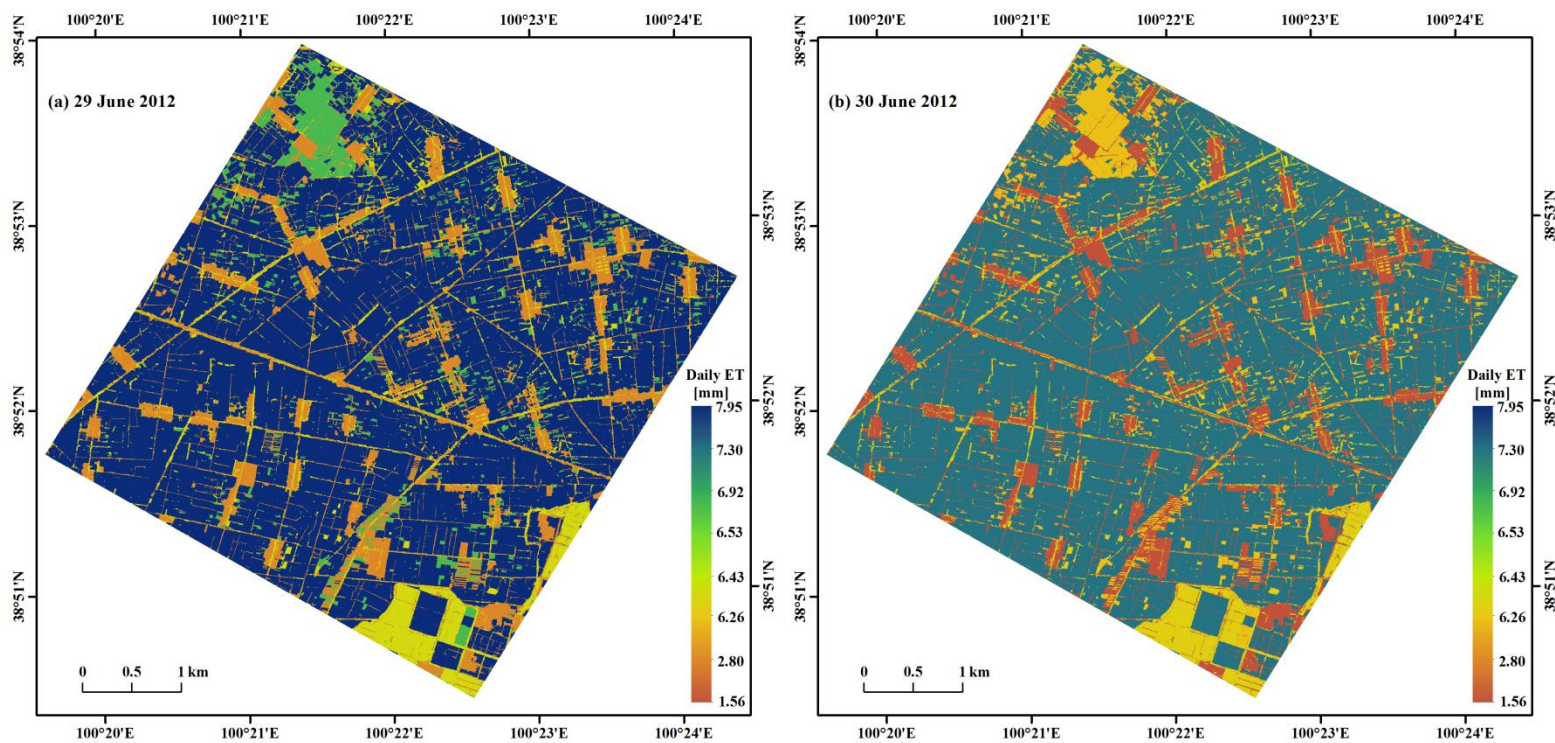 100°20'E 100°21'E 100°22'E 100°23'E 100°24'E
38°54'N
(a) 29 June 2012
38°53'N 38°53'N
Daily ET
[mm]
38°52'N 38°52'N
7.95
7.30
6.92
6.53
6.43
6.26
2.80
1.56
38°51'N 38°51'N
0 0.5 1 km
100°20'E 100°21'E 100°22'E 100°23'E 100°24'E
100°20'E 100°21'E 100°22'E 100°23'E 100°24'E
38°54'N
(b) 30 June 2012
38°53'N 38°53'N
Daily ET
[mm]
38°52'N 38°52'N
7.95
7.30
6.92
6.53
6.43
6.26
2.80
1.56
38°51'N 38°51'N
0 0.5 1 km
100°20'E 100°21'E 100°22'E 100°23'E 100°24'E